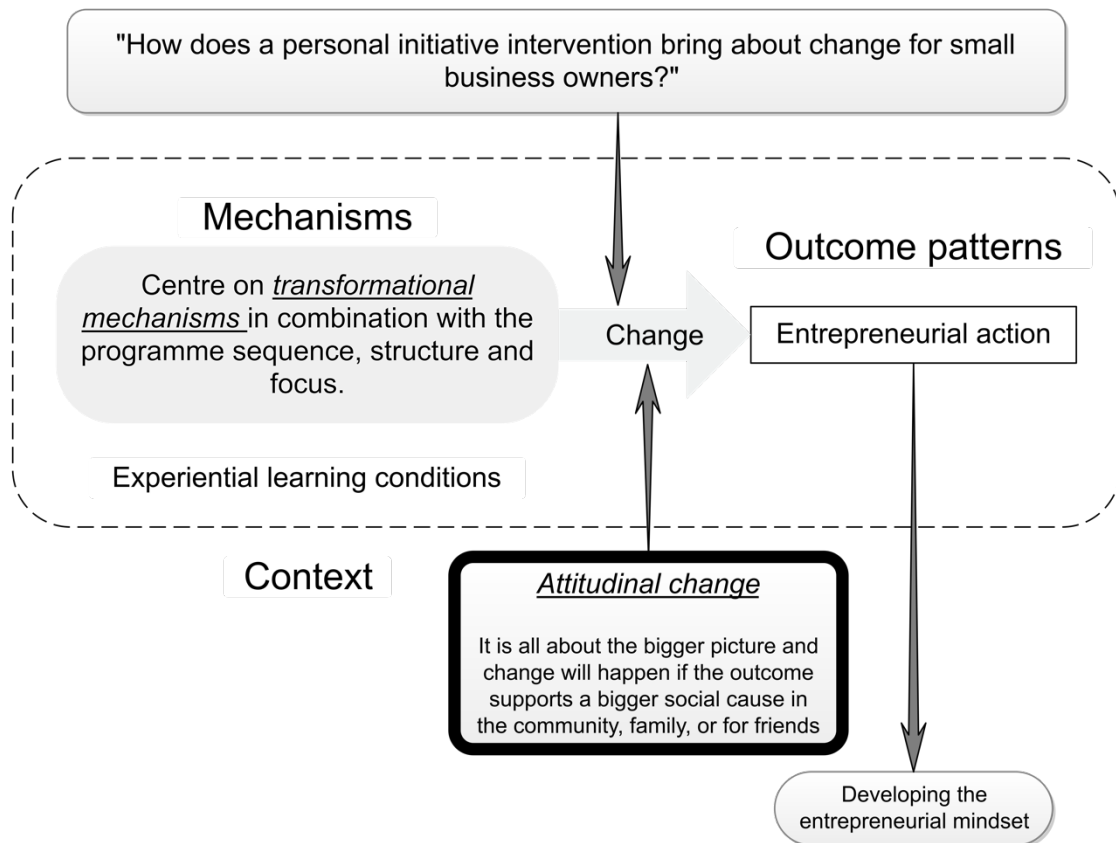 "How does a personal initiative intervention bring about change for small
business owners?"
Mechanisms
Centre on transformational
mechanisms in combination with the
programme sequence, structure and
focus.
Change
Outcome patterns
Entrepreneurial action
Experiential learning conditions
Context
Attitudinal change
It is all about the bigger picture and
change will happen if the outcome
supports a bigger social cause in
the community, family, or for friends
Developing the
entrepreneurial mindset